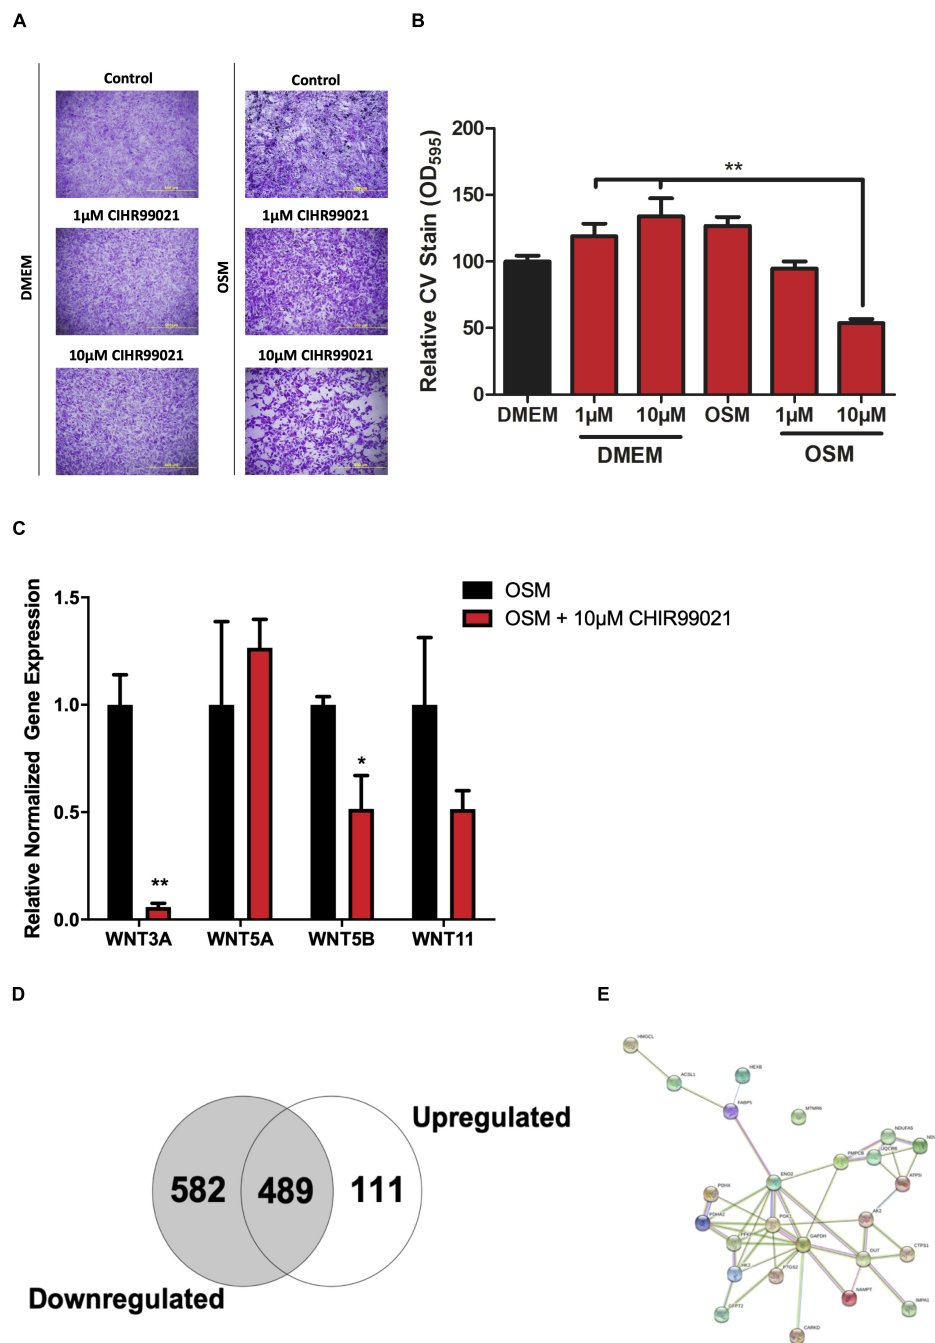 A
B
Control
Control
1µM CIHR99021
1µM CIHR99021
10µM CIHR99021
10µM CIHR99021
DMEM
OSM
Relative CV Stain (OD595)
200
150
100
50
0
**
DMEM
1µM
10µM
OSM
1µM
10µM
DMEM
OSM
C
Relative Normalized Gene Expression
1.5
1.0
0.5
0.0
OSM
OSM + 10µM CHIR99021
**
*
WNT3A
WNT5A
WNT5B
WNT11
D
E
582
489
111
Upregulated
Downregulated
HMGCL
ACSL1
HEXB
FABP5
MTMR6
NDUFA5
UQCRB
PMPCB
ATP5I
ENO2
PDHX
PDHA2
PGK1
GAPDH
AK2
CTPS1
DUT
HK2
PTGS2
NAMPT
GFPT2
IMPA1
CARKD